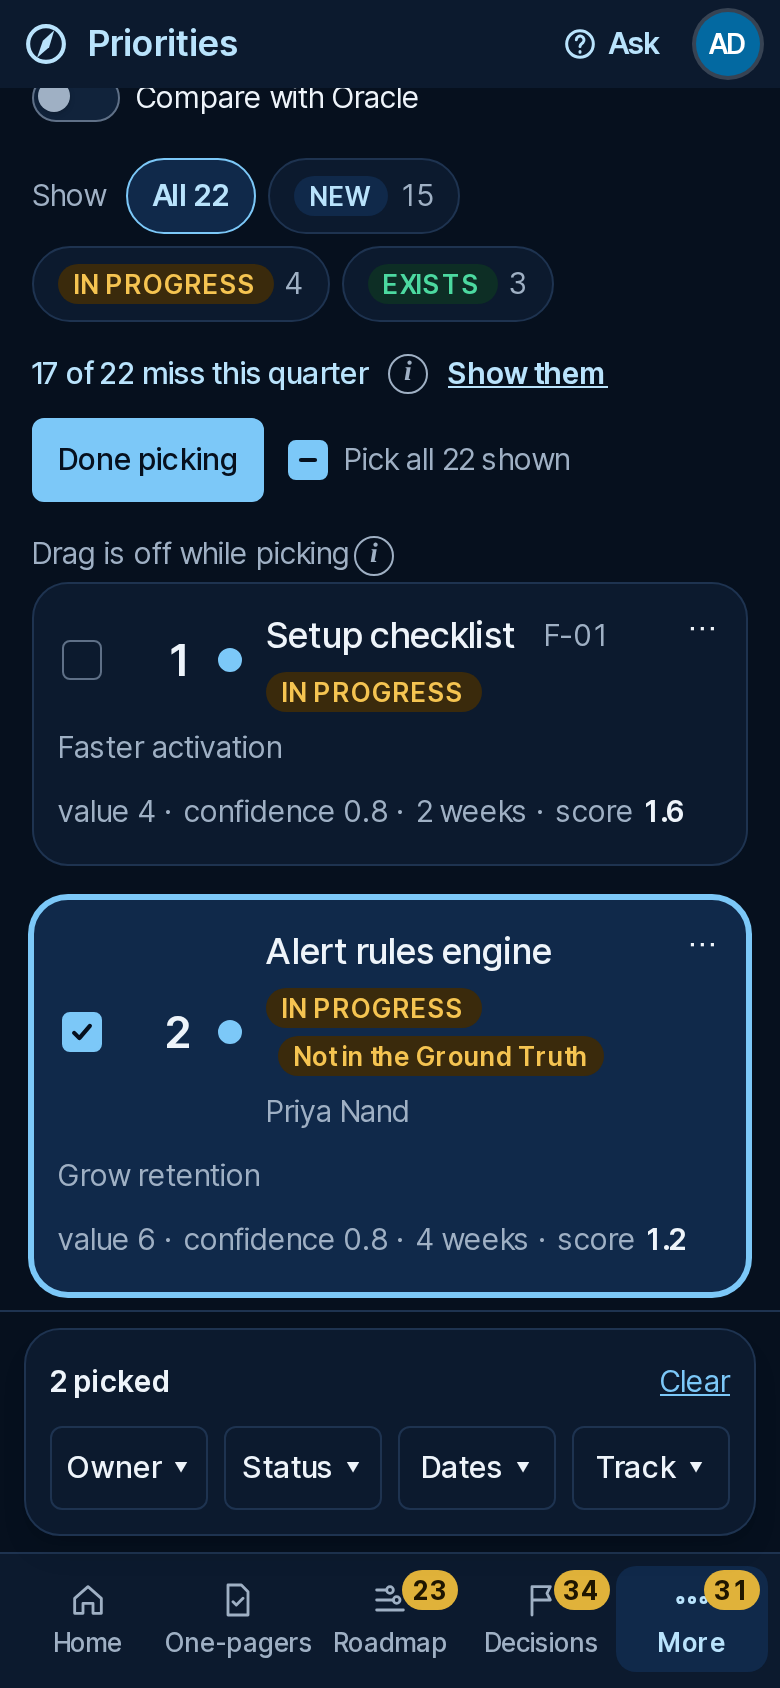 Priorities
Ask
AD
Compare with Oracle
Show
All 22
NEW 15
IN PROGRESS 4
EXISTS 3
17 of 22 miss this quarter
i
Show them
Done picking
Pick all 22 shown
Drag is off while picking
i
1
Setup checklist F-01
...
IN PROGRESS
Faster activation
value 4 · confidence 0.8 · 2 weeks · score 1.6
Alert rules engine
...
2
IN PROGRESS
Not in the Ground Truth
Priya Nand
Grow retention
value 6 · confidence 0.8 · 4 weeks · score 1.2
2 picked
Clear
Owner ▼
Status ▼
Dates ▼
Track ▼
Home
One-pagers
23
Roadmap
34
Decisions
31
More